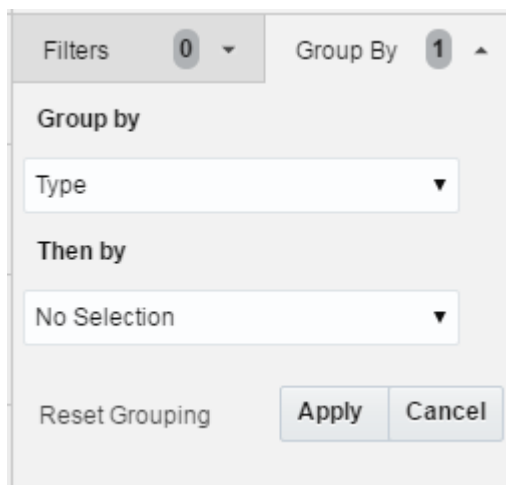 Filters 0 Group By 1
Group by
Type
Then by
No Selection
Reset Grouping Apply Cancel